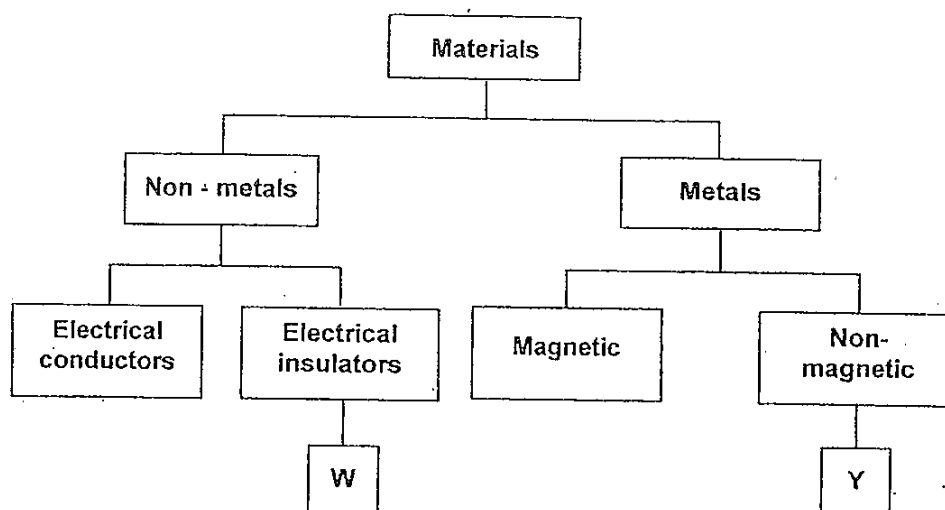 Materials
Non - metals
Metals
Electrical
conductors
Electrical
insulators
Magnetic
Non-
magnetic
W
Y